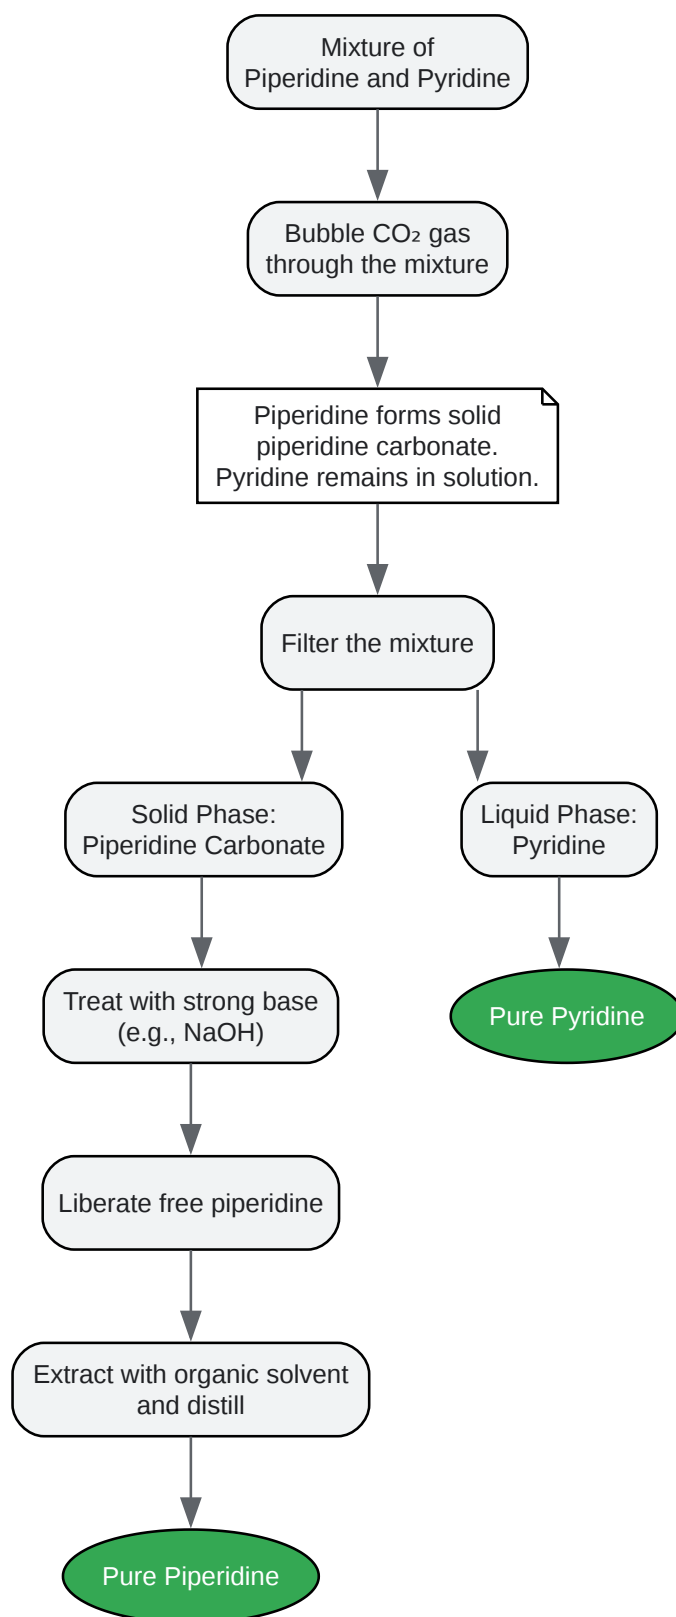 Mixture of
Piperidine and Pyridine
Bubble CO₂ gas
through the mixture
Piperidine forms solid
piperidine carbonate.
Pyridine remains in solution.
Filter the mixture
Solid Phase:
Piperidine Carbonate
Liquid Phase:
Pyridine
Treat with strong base
(e.g., NaOH)
Pure Pyridine
Liberate free piperidine
Extract with organic solvent
and distill
Pure Piperidine